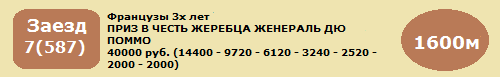 Заезд
7(587)
Французы 3х лет
ПРИЗ В ЧЕСТЬ ЖЕРЕБЦА ЖЕНЕРАЛЬ ДЮ
ПОММО
40000 руб. (14400 - 9720 - 6120 - 3240 - 2520 -
2000 - 2000)
1600м